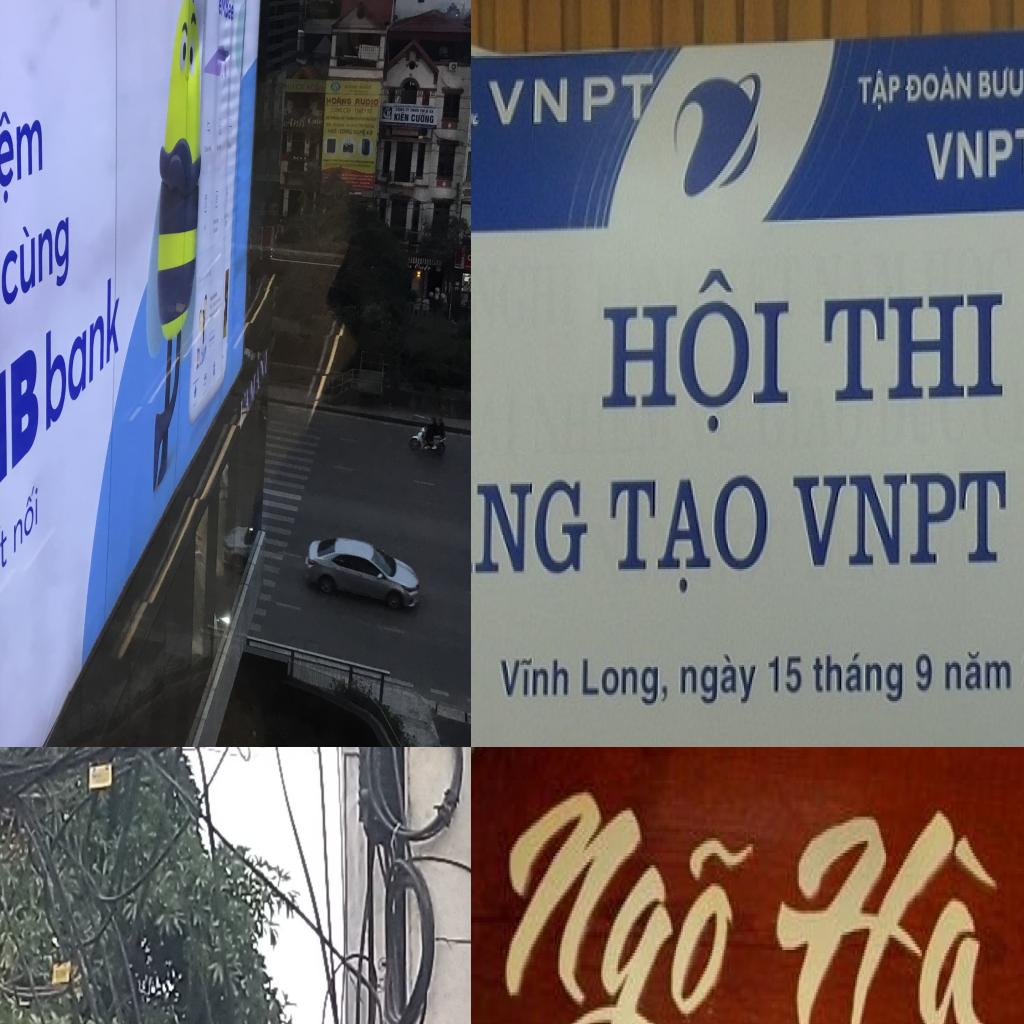 ệm
cùng
IB bank
t nối
HOÀNG AUDIO
KIÊN CƯỜNG
VNPT
TẬP ĐOÀN BƯU
VNPT
HỘI THI
NG TẠO VNPT
Vĩnh Long, ngày 15 tháng 9 năm
Ngõ Hà